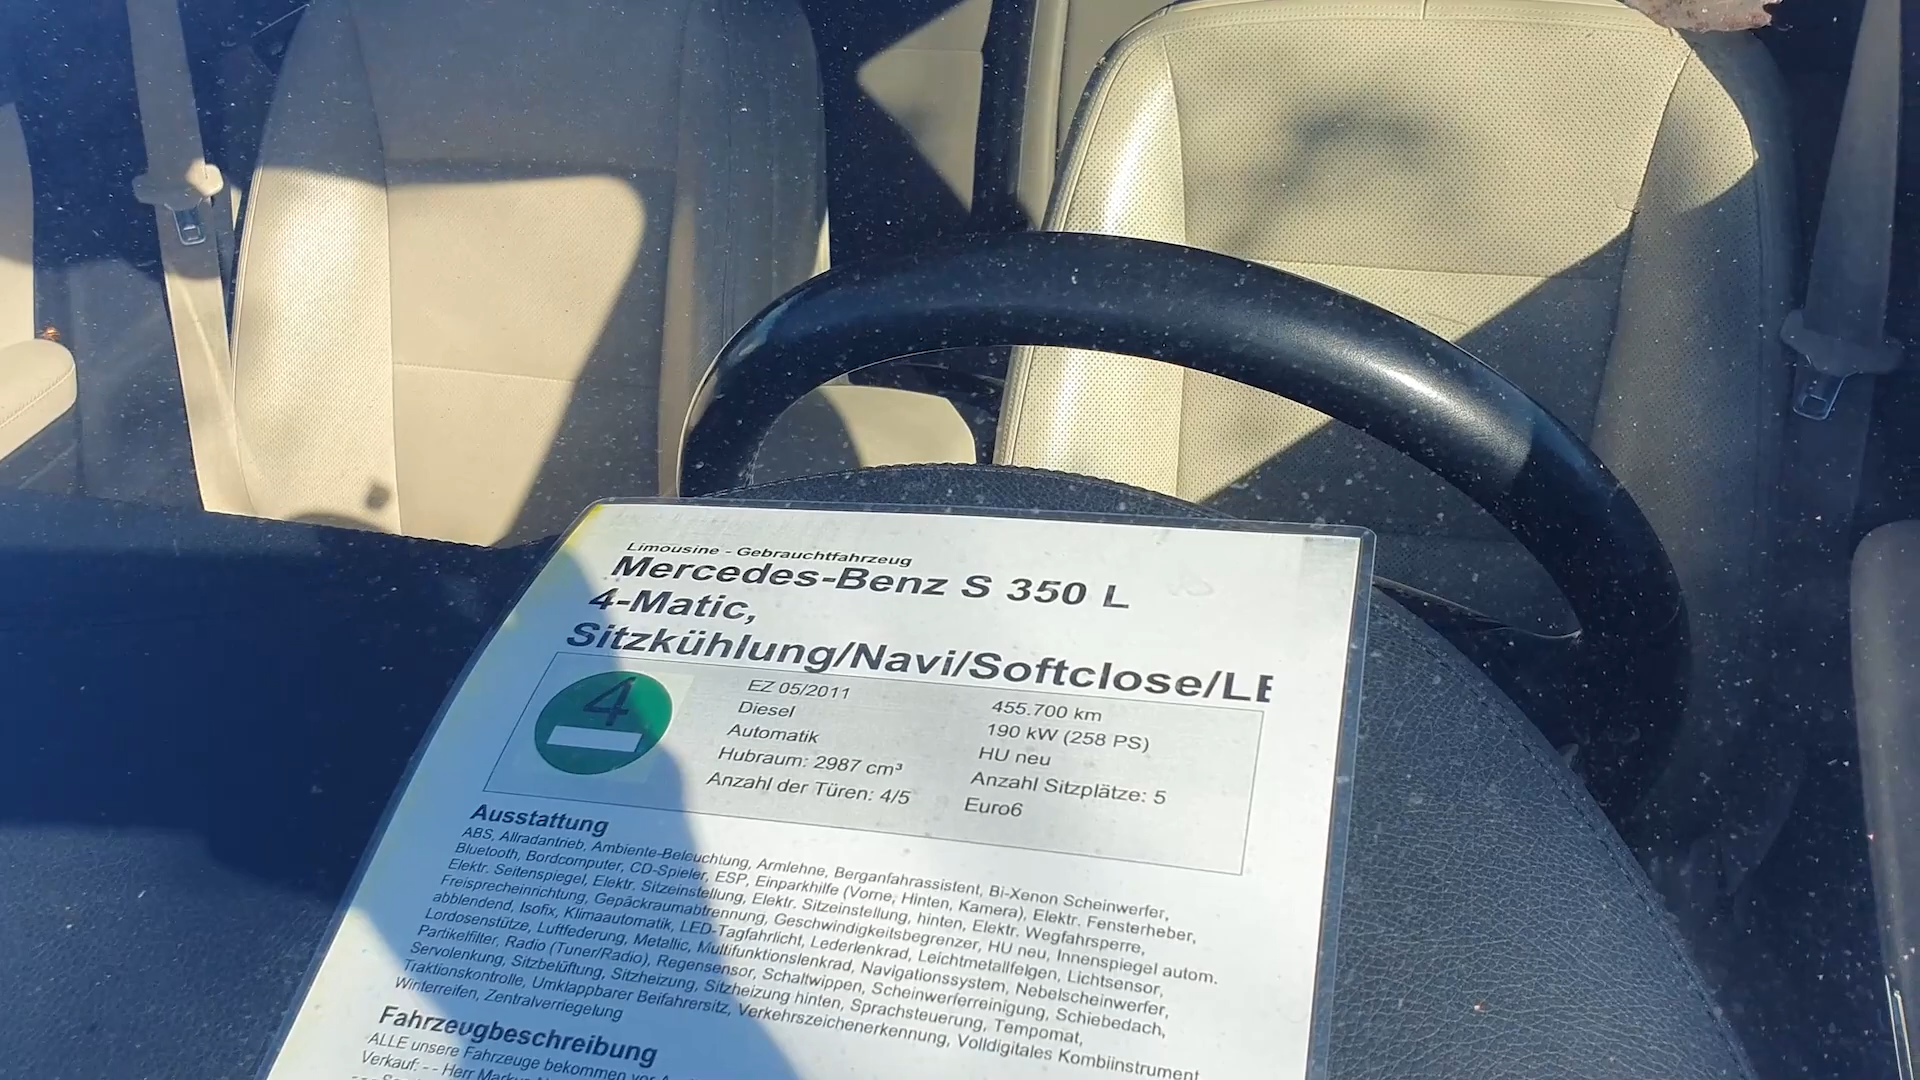 Limousine - Gebrauchtfahrzeug
Mercedes-Benz S 350 L
4-Matic,
Sitzkühlung/Navi/Softclose/LE
4
EZ 05/2011
Diesel
Automatik
Hubraum: 2987 cm³
Anzahl der Türen: 4/5
455.700 km
190 kW (258 PS)
HU neu
Anzahl Sitzplätze: 5
Euro6
Ausstattung
ABS, Allradantrieb, Ambiente-Beleuchtung, Armlehne, Berganfahrassistent, Bi-Xenon Scheinwerfer,
Bluetooth, Bordcomputer, CD-Spieler, ESP, Einparkhilfe (Vorne, Hinten, Kamera), Elektr. Fensterheber,
Elektr. Seitenspiegel, Elektr. Sitzeinstellung, Elektr. Sitzeinstellung, hinten, Elektr. Wegfahrsperre,
Freisprecheinrichtung, Gepäckraumabtrennung, Geschwindigkeitsbegrenzer, HU neu, Innenspiegel autom.
abblendend, Isofix, Klimaautomatik, LED-Tagfahrlicht, Lederlenkrad, Leichtmetallfelgen, Lichtsensor,
Lordosenstütze, Luftfederung, Metallic, Multifunktionslenkrad, Navigationssystem, Nebelscheinwerfer,
Partikelfilter, Radio (Tuner/Radio), Regensensor, Schaltwippen, Scheinwerferreinigung, Schiebedach,
Servolenkung, Sitzbelüftung, Sitzheizung, Sitzheizung hinten, Sprachsteuerung, Tempomat,
Traktionskontrolle, Umklappbarer Beifahrersitz, Verkehrszeichenerkennung, Volldigitales Kombiinstrument
Winterreifen, Zentralverriegelung
Fahrzeugbeschreibung
ALLE unsere Fahrzeuge bekommen vor
Verkauf: - - Herr